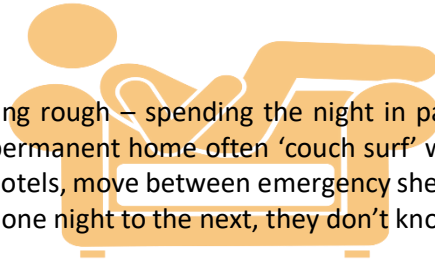 ng rough – spending the night in pa
permanent home often ‘couch surf’ w
otels, move between emergency she
one night to the next, they don’t kno